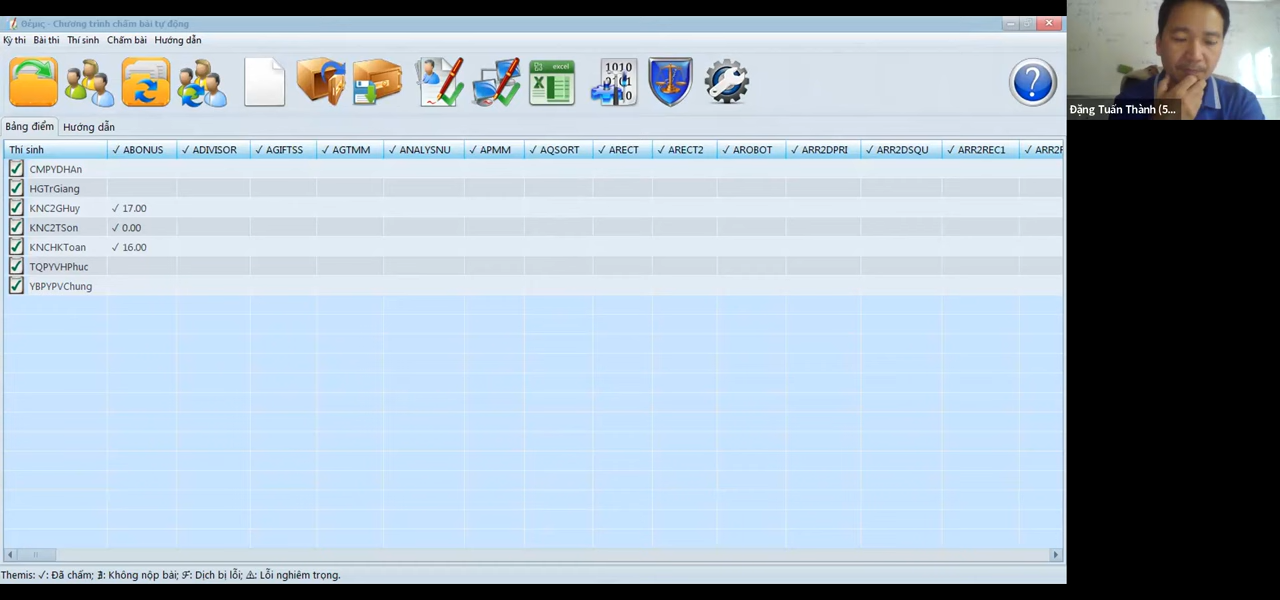 Θέμις - Chương trình chấm bài tự động
Kỳ thi Bài thi Thí sinh Chấm bài Hướng dẫn
excel
1010
Bảng điểm Hướng dẫn
Thí sinh ✓ ABONUS ✓ ADIVISOR ✓ AGIFTSS ✓ AGTMM ✓ ANALYSNU ✓ APMM ✓ AQSORT ✓ ARECT ✓ ARECT2 ✓ AROBOT ✓ ARR2DPRI ✓ ARR2DSQU ✓ ARR2REC1
CMPYDHAn
HGTrGiang
KNC2GHuy ✓ 17.00
KNC2TSon ✓ 0.00
KNCHKToan ✓ 16.00
TQPYVHPhuc
YBPYPVChung
Themis: ✓: Đã chấm; ∃: Không nộp bài; ℱ: Dịch bị lỗi; ⚠: Lỗi nghiêm trọng.
Đặng Tuấn Thành (5...